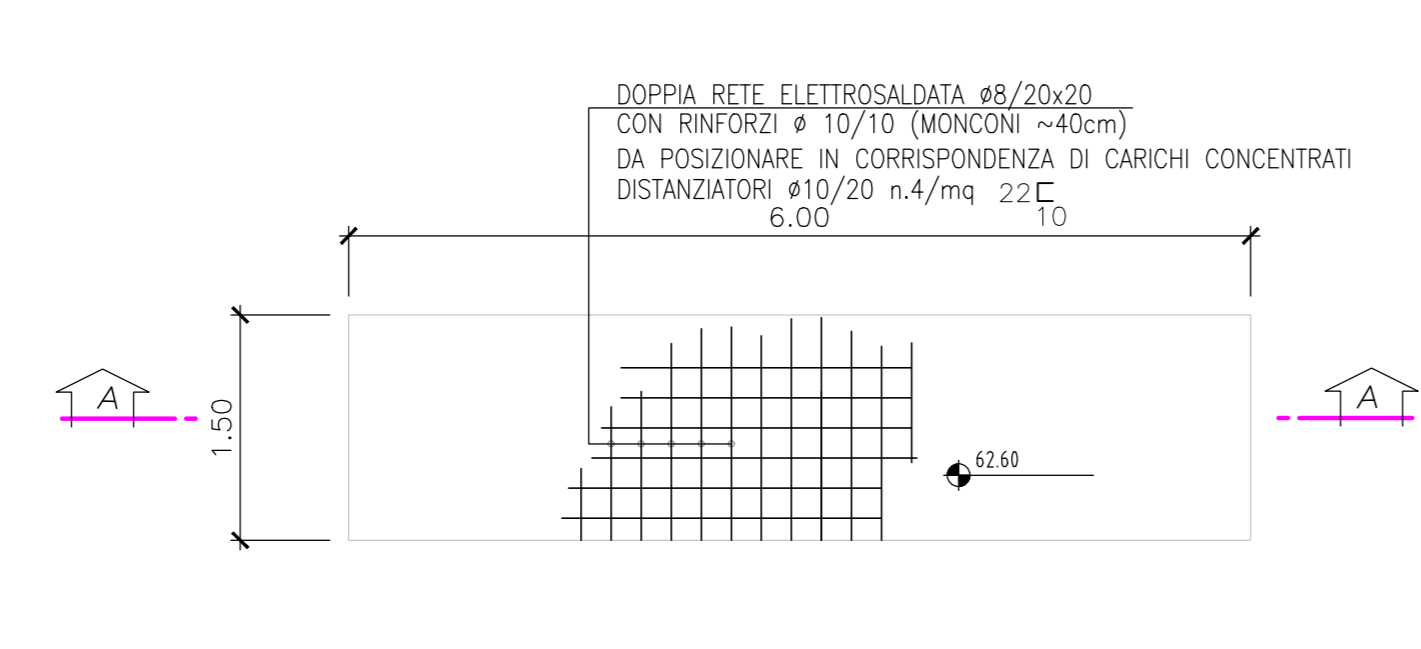 DOPPIA RETE ELETTROSALDATA ø8/20x20
CON RINFORZI ø 10/10 (MONCONI ~40cm)
DA POSIZIONARE IN CORRISPONDENZA DI CARICHI CONCENTRATI
DISTANZIATORI ø10/20 n.4/mq 22
10
6.00
1.50
A
A
62.60